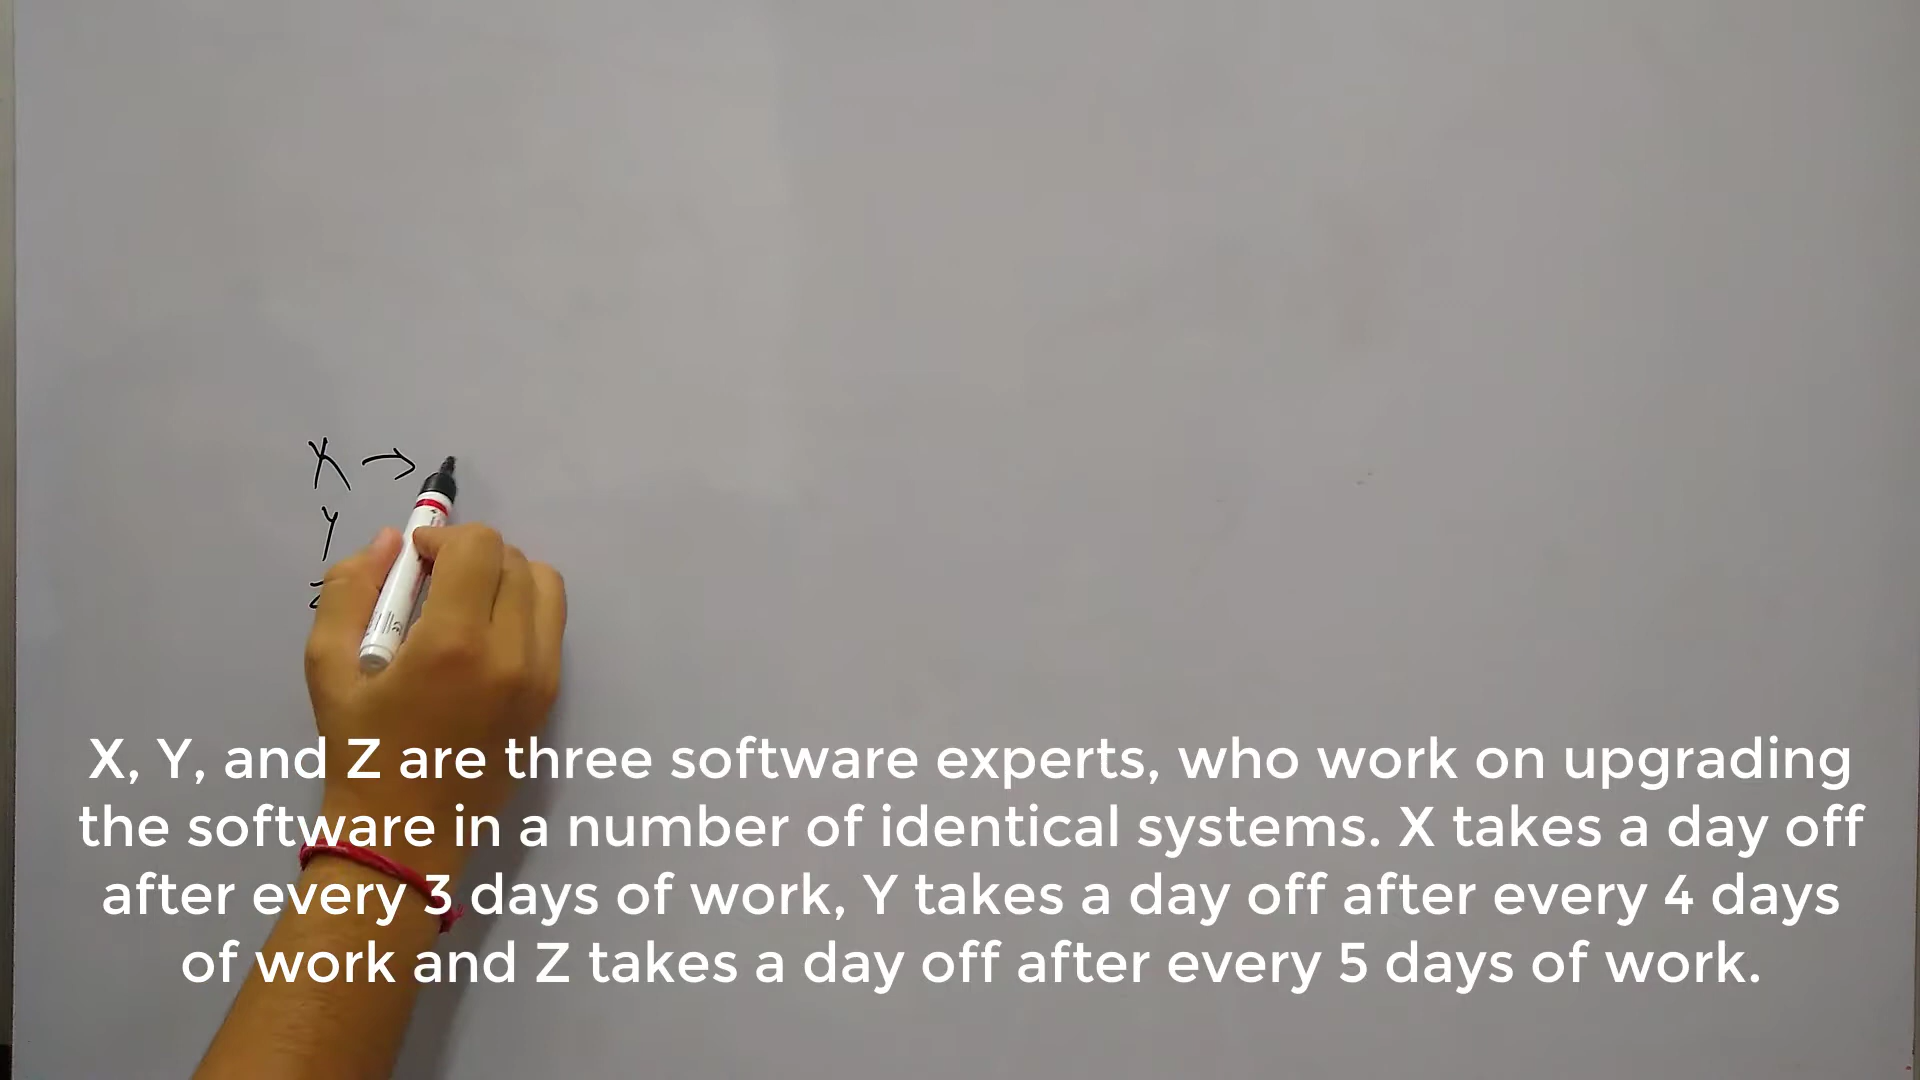 X →
Y
Z
X, Y, and Z are three software experts, who work on upgrading
the software in a number of identical systems. X takes a day off
after every 3 days of work, Y takes a day off after every 4 days
of work and Z takes a day off after every 5 days of work.